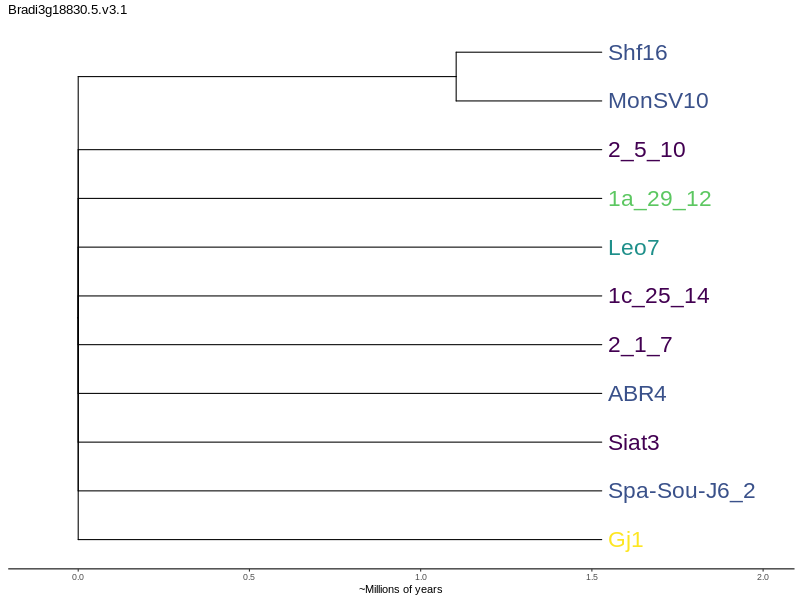 Bradi3g18830.5.v3.1
Shf16
MonSV10
2_5_10
1a_29_12
Leo7
1c_25_14
2_1_7
ABR4
Siat3
Spa-Sou-J6_2
Gj1
0.0 0.5 1.0 1.5 2.0
~Millions of years